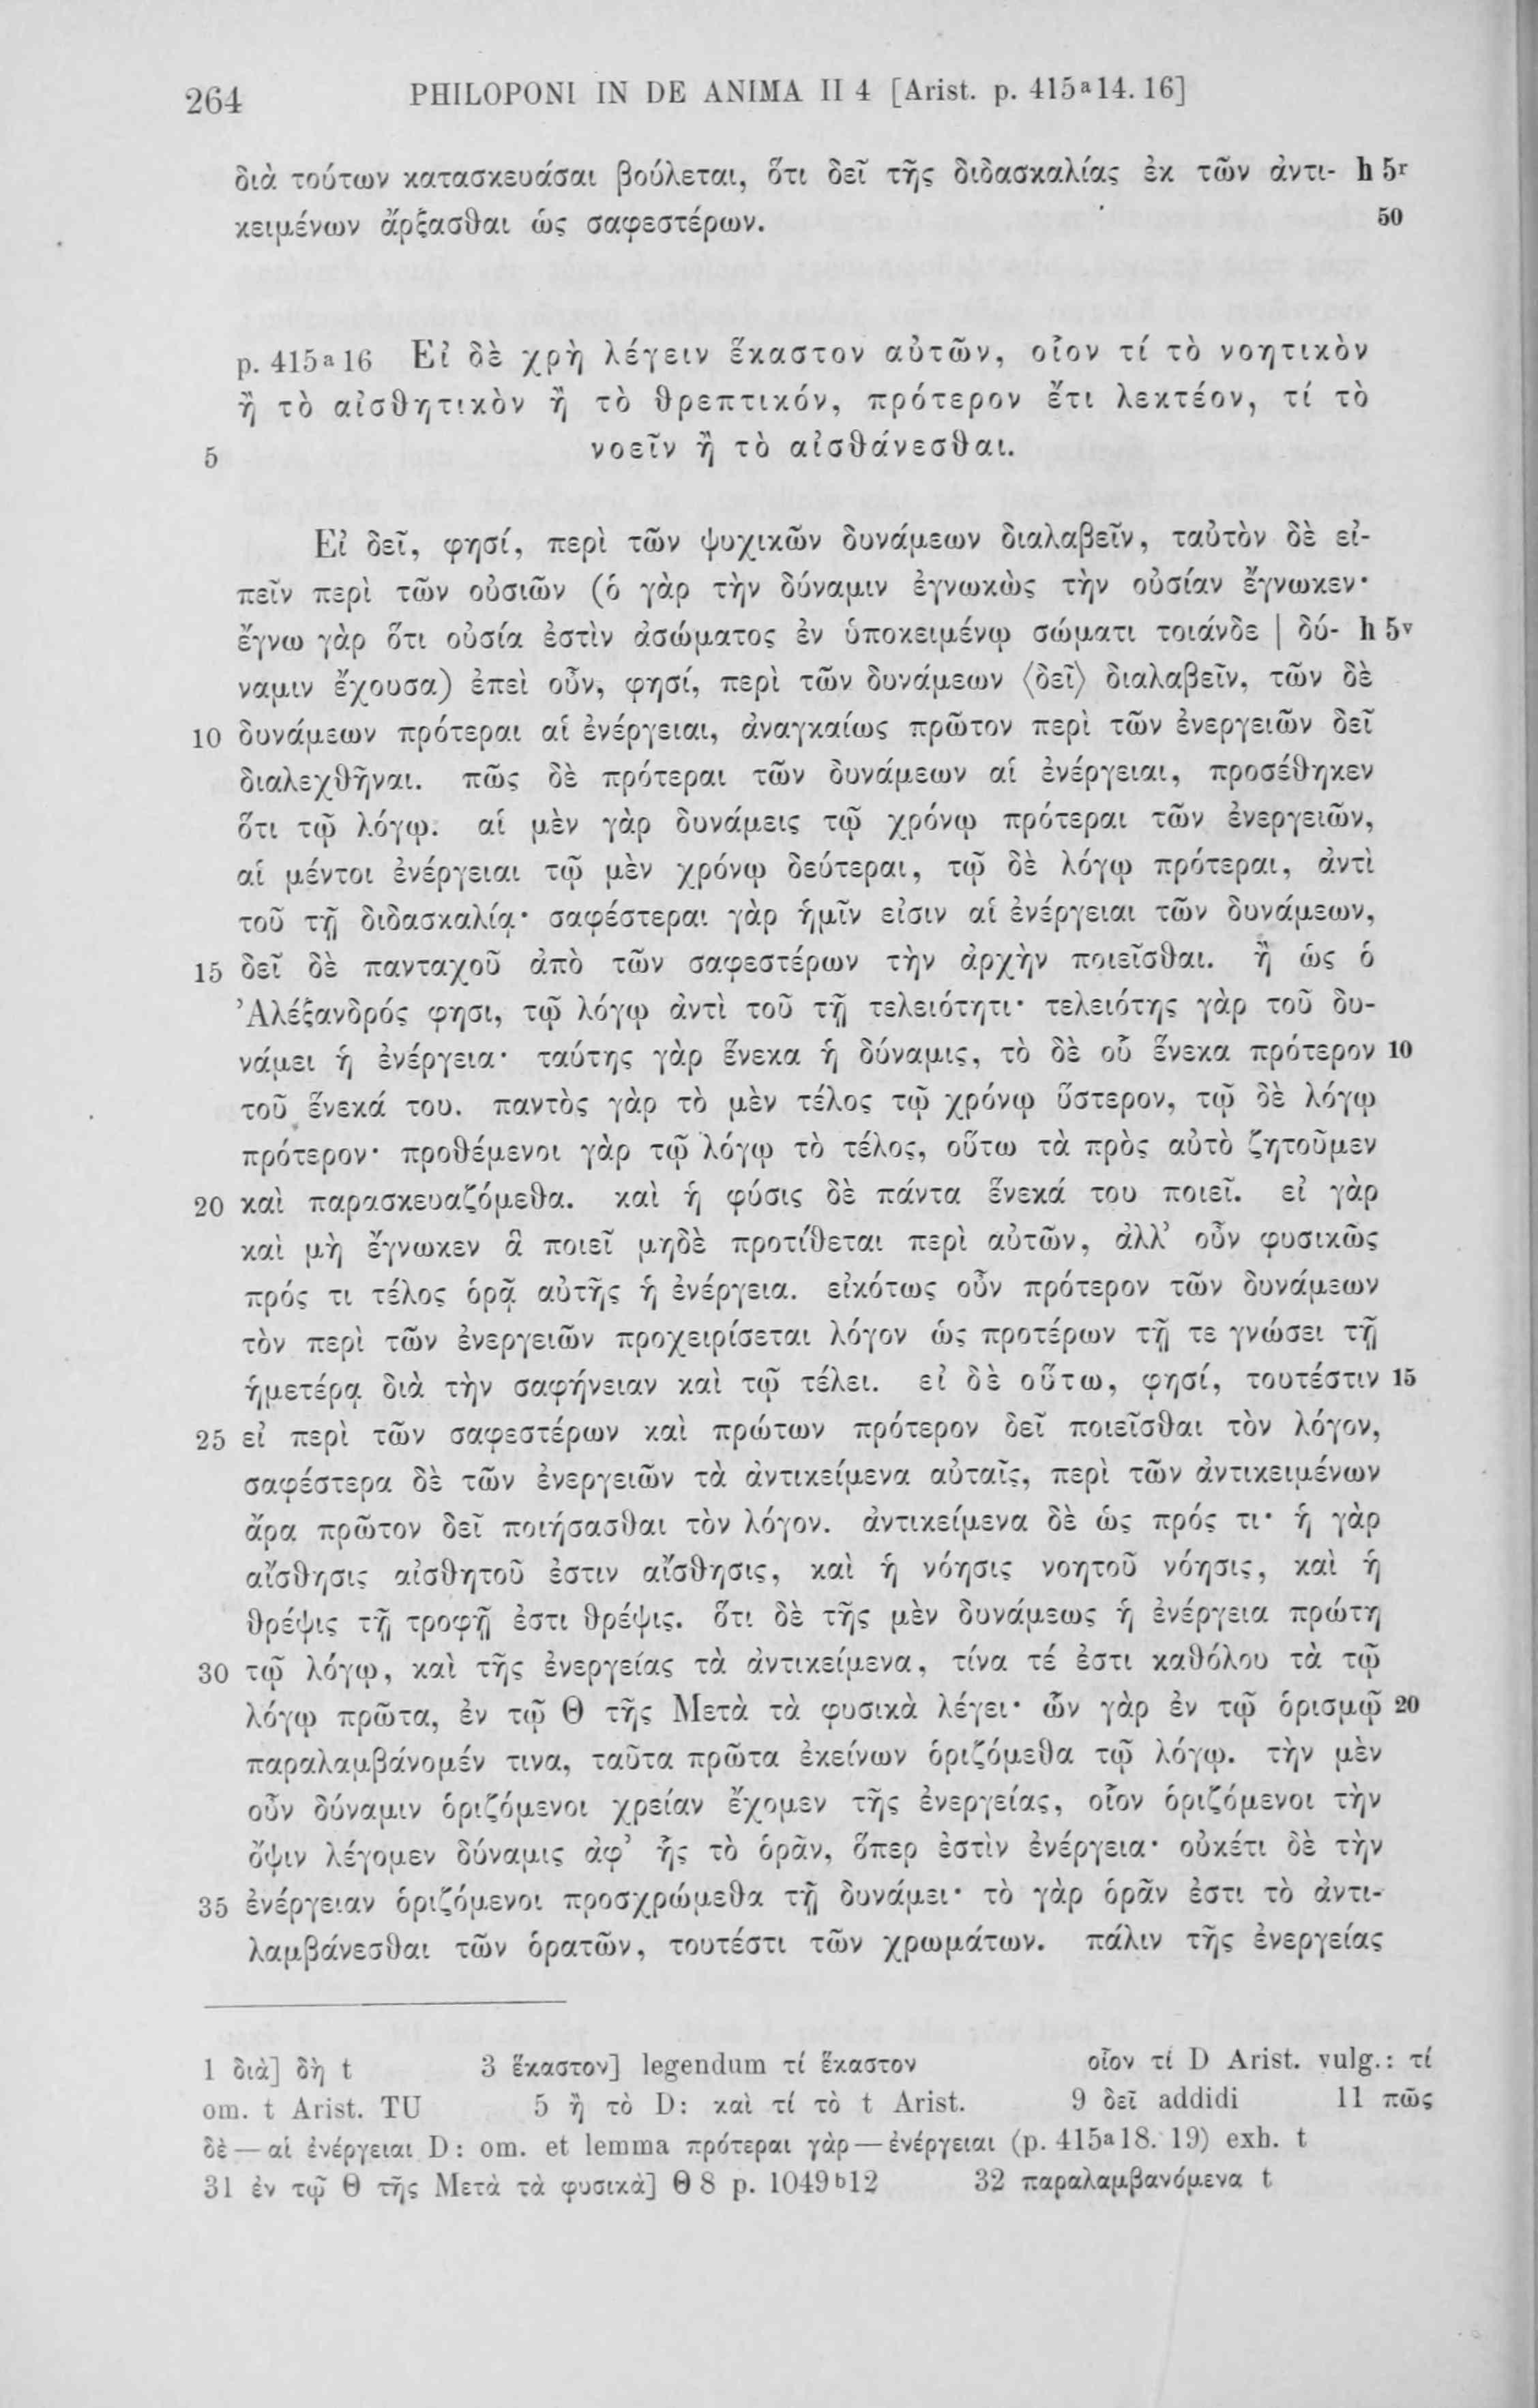 264 PHILOPONI IN DE ANIMA II 4 [Arist. p. 415a14. 16]
διὰ τούτων κατασκευάσαι βούλεται, ὅτι δεῖ τῆς διδασκαλίας ἐκ τῶν ἀντι- h 5r
κειμένων ἄρξασθαι ὡς σαφεστέρων. 50
p. 415a16 Εἰ δὲ χρὴ λέγειν ἕκαστον αὐτῶν, οἷον τί τὸ νοητικὸν
ἢ τὸ αἰσθητικὸν ἢ τὸ θρεπτικόν, πρότερον ἔτι λεκτέον, τί τὸ
5 νοεῖν ἢ τὸ αἰσθάνεσθαι.
Εἰ δεῖ, φησί, περὶ τῶν ψυχικῶν δυνάμεων διαλαβεῖν, ταὐτὸν δὲ εἰ-
πεῖν περὶ τῶν οὐσιῶν (ὁ γὰρ τὴν δύναμιν ἐγνωκὼς τὴν οὐσίαν ἔγνωκεν·
ἔγνω γὰρ ὅτι οὐσία ἐστὶν ἀσώματος ἐν ὑποκειμένῳ σώματι τοιάνδε | δύ- h 5v
ναμιν ἔχουσα) ἐπεὶ οὖν, φησί, περὶ τῶν δυνάμεων ⟨δεῖ⟩ διαλαβεῖν, τῶν δὲ
10 δυνάμεων πρότεραι αἱ ἐνέργειαι, ἀναγκαίως πρῶτον περὶ τῶν ἐνεργειῶν δεῖ
διαλεχθῆναι. πῶς δὲ πρότεραι τῶν δυνάμεων αἱ ἐνέργειαι, προσέθηκεν
ὅτι τῷ λόγῳ. αἱ μὲν γὰρ δυνάμεις τῷ χρόνῳ πρότεραι τῶν ἐνεργειῶν,
αἱ μέντοι ἐνέργειαι τῷ μὲν χρόνῳ δεύτεραι, τῷ δὲ λόγῳ πρότεραι, ἀντὶ
τοῦ τῇ διδασκαλίᾳ· σαφέστεραι γὰρ ἡμῖν εἰσιν αἱ ἐνέργειαι τῶν δυνάμεων,
15 δεῖ δὲ πανταχοῦ ἀπὸ τῶν σαφεστέρων τὴν ἀρχὴν ποιεῖσθαι. ἢ ὡς ὁ
Ἀλέξανδρός φησι, τῷ λόγῳ ἀντὶ τοῦ τῇ τελειότητι· τελειότης γὰρ τοῦ δυ-
νάμει ἡ ἐνέργεια· ταύτης γὰρ ἕνεκα ἡ δύναμις, τὸ δὲ οὗ ἕνεκα πρότερον 10
τοῦ ἕνεκά του. παντὸς γὰρ τὸ μὲν τέλος τῷ χρόνῳ ὕστερον, τῷ δὲ λόγῳ
πρότερον· προθέμενοι γὰρ τῷ λόγῳ τὸ τέλος, οὕτω τὰ πρὸς αὐτὸ ζητοῦμεν
20 καὶ παρασκευαζόμεθα. καὶ ἡ φύσις δὲ πάντα ἕνεκά του ποιεῖ. εἰ γὰρ
καὶ μὴ ἔγνωκεν ἃ ποιεῖ μηδὲ προτίθεται περὶ αὐτῶν, ἀλλ’ οὖν φυσικῶς
πρός τι τέλος ὁρᾷ αὐτῆς ἡ ἐνέργεια. εἰκότως οὖν πρότερον τῶν δυνάμεων
τὸν περὶ τῶν ἐνεργειῶν προχειρίσεται λόγον ὡς προτέρων τῇ τε γνώσει τῇ
ἡμετέρᾳ διὰ τὴν σαφήνειαν καὶ τῷ τέλει. εἰ δὲ οὕτω, φησί, τουτέστιν 15
25 εἰ περὶ τῶν σαφεστέρων καὶ πρώτων πρότερον δεῖ ποιεῖσθαι τὸν λόγον,
σαφέστερα δὲ τῶν ἐνεργειῶν τὰ ἀντικείμενα αὐταῖς, περὶ τῶν ἀντικειμένων
ἄρα πρῶτον δεῖ ποιήσασθαι τὸν λόγον. ἀντικείμενα δὲ ὡς πρός τι· ἡ γὰρ
αἴσθησις αἰσθητοῦ ἐστιν αἴσθησις, καὶ ἡ νόησις νοητοῦ νόησις, καὶ ἡ
θρέψις τῇ τροφῇ ἐστι θρέψις. ὅτι δὲ τῆς μὲν δυνάμεως ἡ ἐνέργεια πρώτη
30 τῷ λόγῳ, καὶ τῆς ἐνεργείας τὰ ἀντικείμενα, τίνα τέ ἐστι καθόλου τὰ τῷ
λόγῳ πρῶτα, ἐν τῷ Θ τῆς Μετὰ τὰ φυσικὰ λέγει· ὧν γὰρ ἐν τῷ ὁρισμῷ 20
παραλαμβάνομέν τινα, ταῦτα πρῶτα ἐκείνων ὁριζόμεθα τῷ λόγῳ. τὴν μὲν
οὖν δύναμιν ὁριζόμενοι χρείαν ἔχομεν τῆς ἐνεργείας, οἷον ὁριζόμενοι τὴν
ὄψιν λέγομεν δύναμις ἀφ’ ἧς τὸ ὁρᾶν, ὅπερ ἐστὶν ἐνέργεια· οὐκέτι δὲ τὴν
35 ἐνέργειαν ὁριζόμενοι προσχρώμεθα τῇ δυνάμει· τὸ γὰρ ὁρᾶν ἐστι τὸ ἀντι-
λαμβάνεσθαι τῶν ὁρατῶν, τουτέστι τῶν χρωμάτων. πάλιν τῆς ἐνεργείας
1 διὰ] δὴ t 3 ἕκαστον] legendum τί ἕκαστον οἷον τί D Arist. vulg.: τί
om. t Arist. TU 5 ἢ τὸ D: καὶ τί τὸ t Arist. 9 δεῖ addidi 11 πῶς
δὲ — αἱ ἐνέργειαι D: om. et lemma πρότεραι γὰρ — ἐνέργειαι (p. 415a18. 19) exh. t
31 ἐν τῷ Θ τῆς Μετὰ τὰ φυσικὰ] Θ 8 p. 1049b12 32 παραλαμβανόμενα t